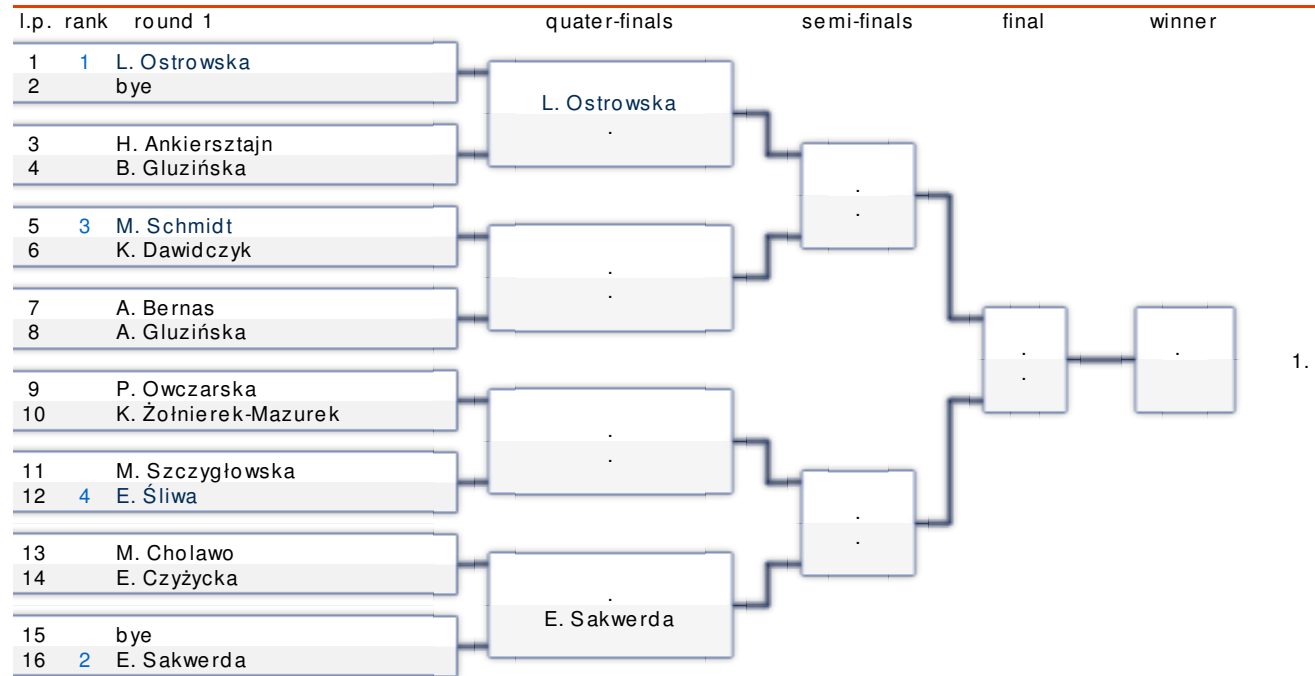 l.p. rank round 1 quater-finals semi-finals final winner
1 1 L. Ostrowska
2 bye
L. Ostrowska
.
3 H. Ankiersztajn
4 B. Gluzińska
.
.
5 3 M. Schmidt
6 K. Dawidczyk
.
.
7 A. Bernas
8 A. Gluzińska
.
.
. 1.
9 P. Owczarska
10 K. Żołnierek-Mazurek
.
.
11 M. Szczygłowska
12 4 E. Śliwa
.
.
13 M. Cholawo
14 E. Czyżycka
.
E. Sakwerda
15 bye
16 2 E. Sakwerda